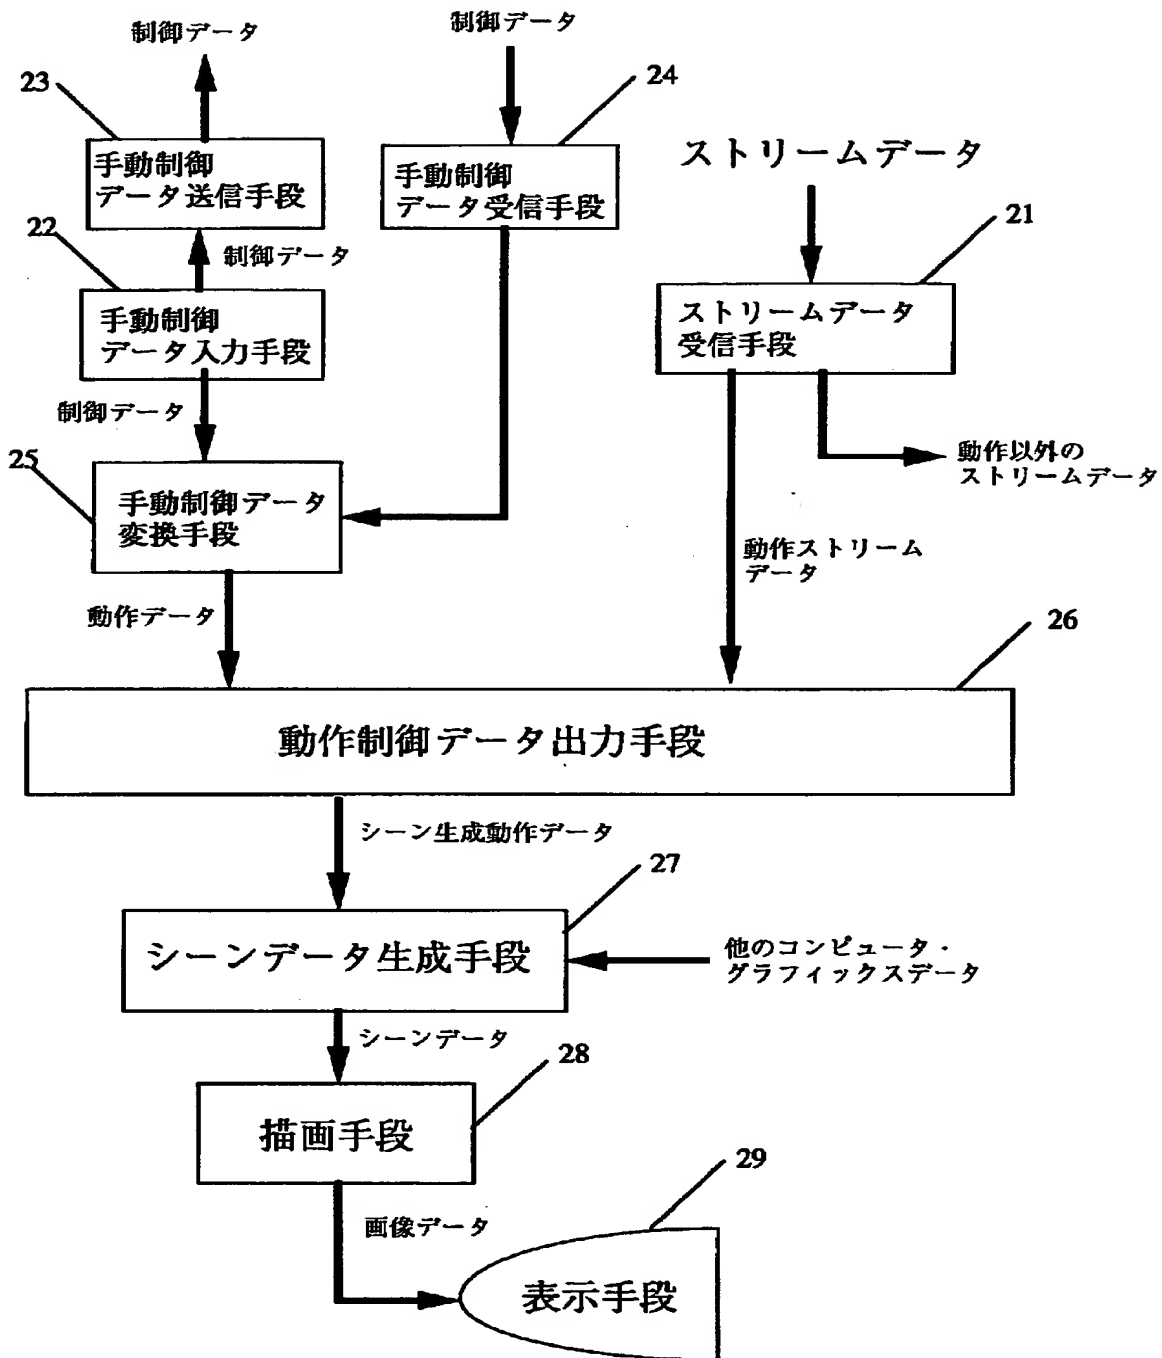 制御データ
制御データ
23
24
手動制御
データ送信手段
手動制御
データ受信手段
ストリームデータ
22
制御データ
21
手動制御
データ入力手段
ストリームデータ
受信手段
制御データ
動作以外の
ストリームデータ
25
手動制御データ
変換手段
動作ストリーム
データ
動作データ
26
動作制御データ出力手段
シーン生成動作データ
27
シーンデータ生成手段
他のコンピュータ・
グラフィックスデータ
シーンデータ
28
描画手段
29
画像データ
表示手段